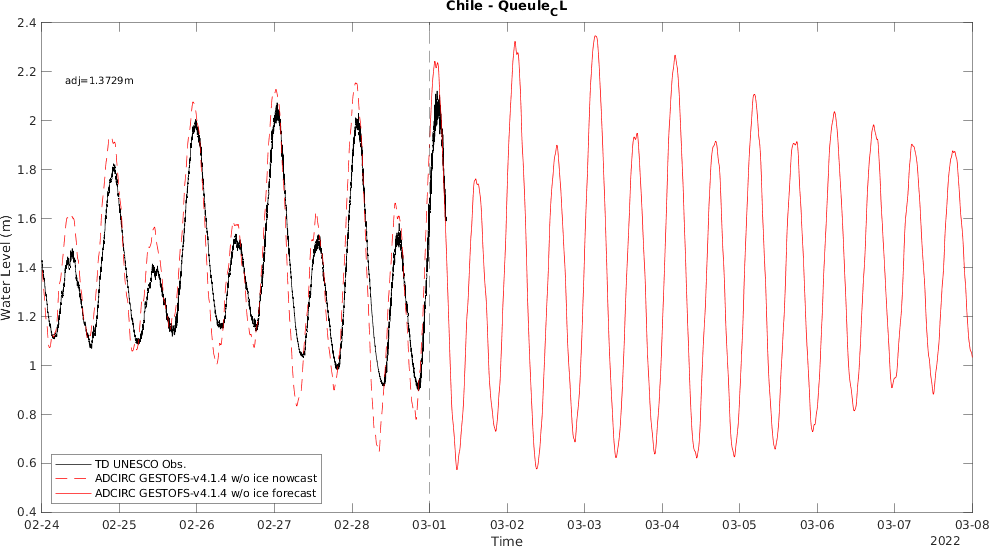 Chile - Queule_CL
2.4
2.2
adj=1.3729m
2
1.8
1.6
1.4
Water Level (m)
1.2
1
0.8
0.6
TD UNESCO Obs.
ADCIRC GESTOFS-v4.1.4 w/o ice nowcast
ADCIRC GESTOFS-v4.1.4 w/o ice forecast
0.4
02-24 02-25 02-26 02-27 02-28 03-01 03-02 03-03 03-04 03-05 03-06 03-07 03-08
Time
2022